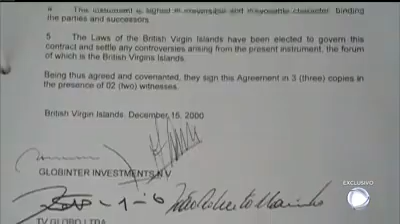 4 This instrument is signed in irreversible and irrevocable character, binding
the parties and successors.
5 The Laws of the British Virgin Islands have been elected to govern this
contract and settle any controversies arising from the present instrument, the forum
of which is the British Virgins Islands.
Being thus agreed and covenanted, they sign this Agreement in 3 (three) copies in
the presence of 02 (two) witnesses.
British Virgin Islands. December, 15, 2000
GLOBINTER INVESTMENTS N.V
TV GLOBO LTDA
EXCLUSIVO
RECORD